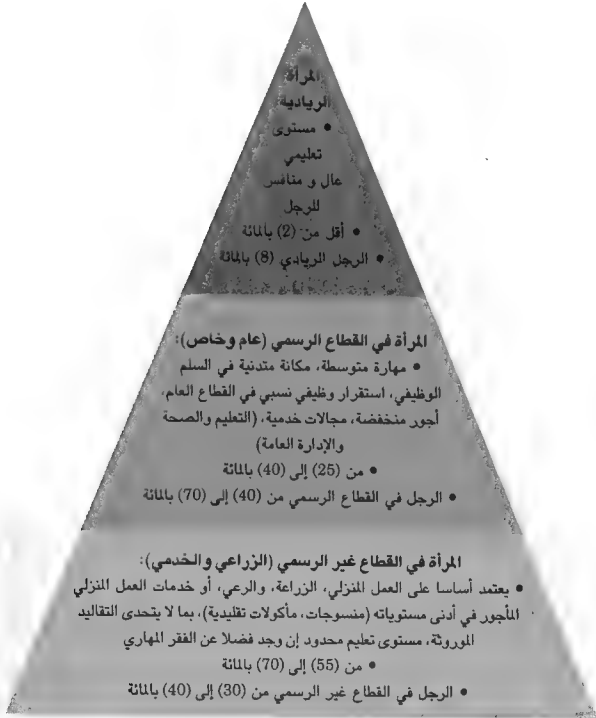 المرأة
الريادية
• مستوى
تعليمي
عال و منافس
للرجل
• أقل من (2) بالمائة
• الرجل الريادي (8) بالمائة
المرأة في القطاع الرسمي (عام وخاص):
• مهارة متوسطة، مكانة متدنية في السلم
الوظيفي، استقرار وظيفي نسبي في القطاع العام،
أجور منخفضة، مجالات خدمية، (التعليم والصحة
والإدارة العامة)
• من (25) إلى (40) بالمائة
• الرجل في القطاع الرسمي من (40) إلى (70) بالمائة
المرأة في القطاع غير الرسمي (الزراعي والخدمي):
• يعتمد أساسا على العمل المنزلي، الزراعة، والرعي، أو خدمات العمل المنزلي
المأجور في أدنى مستوياته (منسوجات، مأكولات تقليدية)، بما لا يتحدى التقاليد
الموروثة، مستوى تعليم محدود إن وجد فضلا عن الفقر المهاري
• من (55) إلى (70) بالمائة
• الرجل في القطاع غير الرسمي من (30) إلى (40) بالمائة